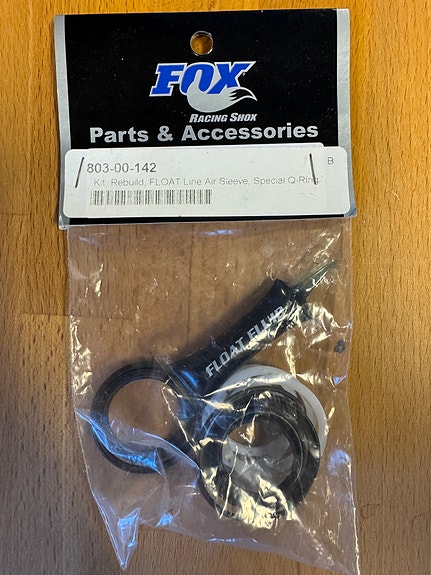 FOX
RACING SHOX
Parts & Accessories
803-00-142
B
Kit: Rebuild, FLOAT Line Air Sleeve, Special Q-Ring
FLOAT FLUID